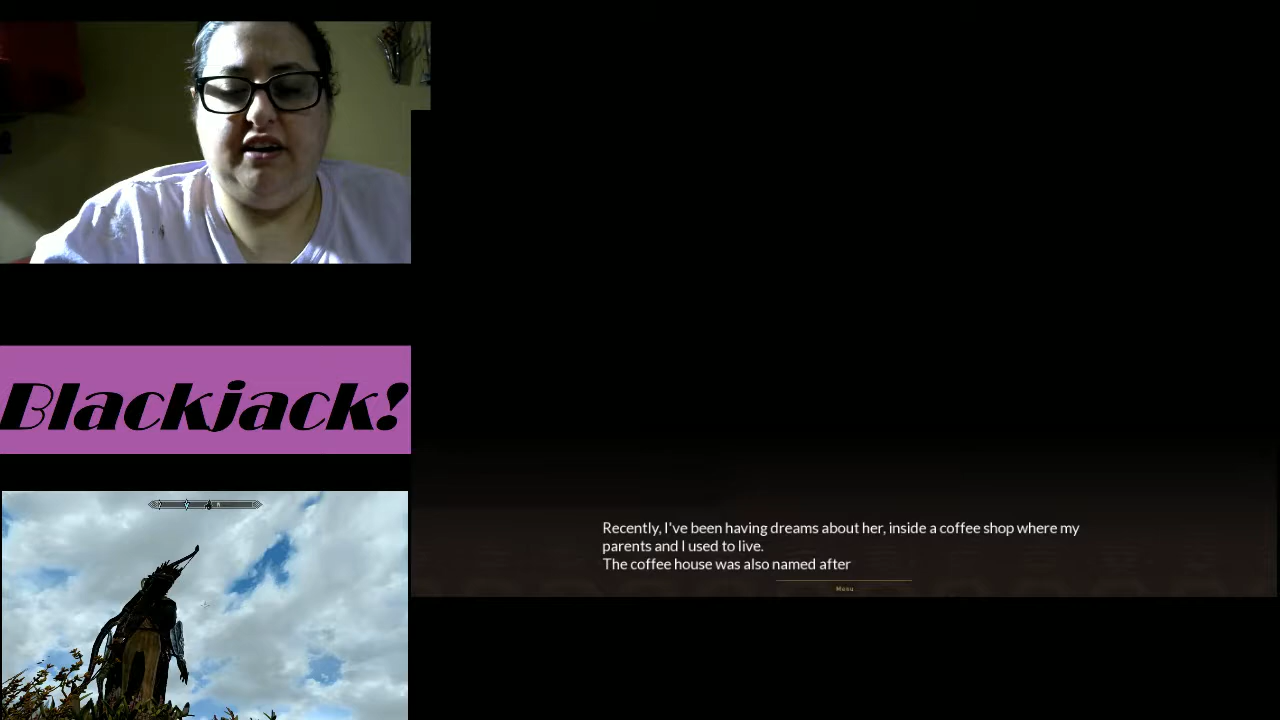 Blackjack!
Recently, I've been having dreams about her, inside a coffee shop where my
parents and I used to live.
The coffee house was also named after
Menu